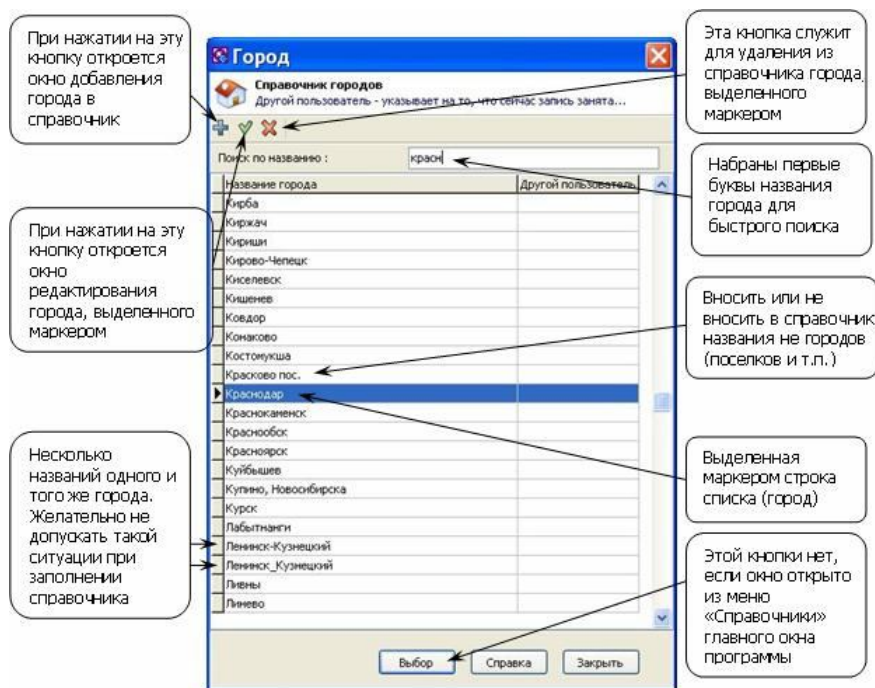 При нажатии на эту
кнопку откроется
окно добавления
города в
справочник
Эта кнопка служит
для удаления из
справочника города,
выделенного
маркером
Город
Справочник городов
Другой пользователь - указывает на то, что сейчас запись занята...
Поиск по названию :
красн
Набраны первые
буквы названия
города для
быстрого поиска
Название города
Другой пользователь
Кирба
Киржач
Кириши
Кирово-Чепецк
Киселевск
Кишенев
Ковдор
Конаково
Костомукша
Красково пос.
Краснодар
Краснокаменск
Краснообск
Красноярск
Куйбышев
Купино, Новосибирска
Курск
Лабытнанги
Ленинск-Кузнецкий
Ленинск_Кузнецкий
Ливны
Линево
При нажатии на эту
кнопку откроется
окно
редактирования
города, выделенного
маркером
Вносить или не
вносить в справочник
названия не городов
(поселков и т.п.)
Несколько
названий одного и
того же города.
Желательно не
допускать такой
ситуации при
заполнении
справочника
Выделенная
маркером строка
списка (город)
Этой кнопки нет,
если окно открыто
из меню
«Справочники»
главного окна
программы
Выбор
Справка
Закрыть